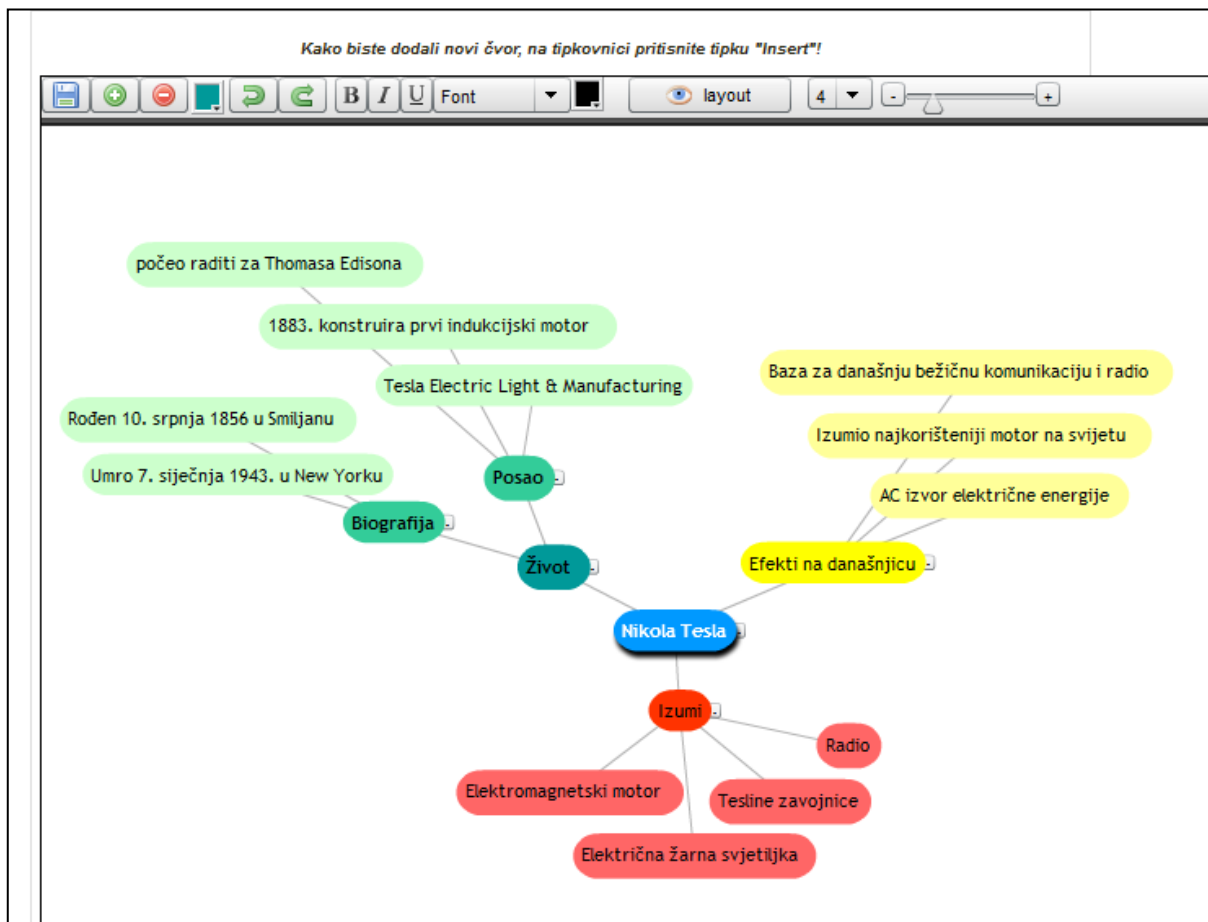 Kako biste dodali novi čvor, na tipkovnici pritisnite tipku "Insert"!
B I U Font layout 4 - +
počeo raditi za Thomasa Edisona
1883. konstruira prvi indukcijski motor
Tesla Electric Light & Manufacturing
Rođen 10. srpnja 1856 u Smiljanu
Umro 7. siječnja 1943. u New Yorku
Posao
Biografija
Život
Baza za današnju bežičnu komunikaciju i radio
Izumio najkorišteniji motor na svijetu
AC izvor električne energije
Efekti na današnjicu
Nikola Tesla
Izumi
Radio
Elektromagnetski motor
Tesline zavojnice
Električna žarna svjetiljka